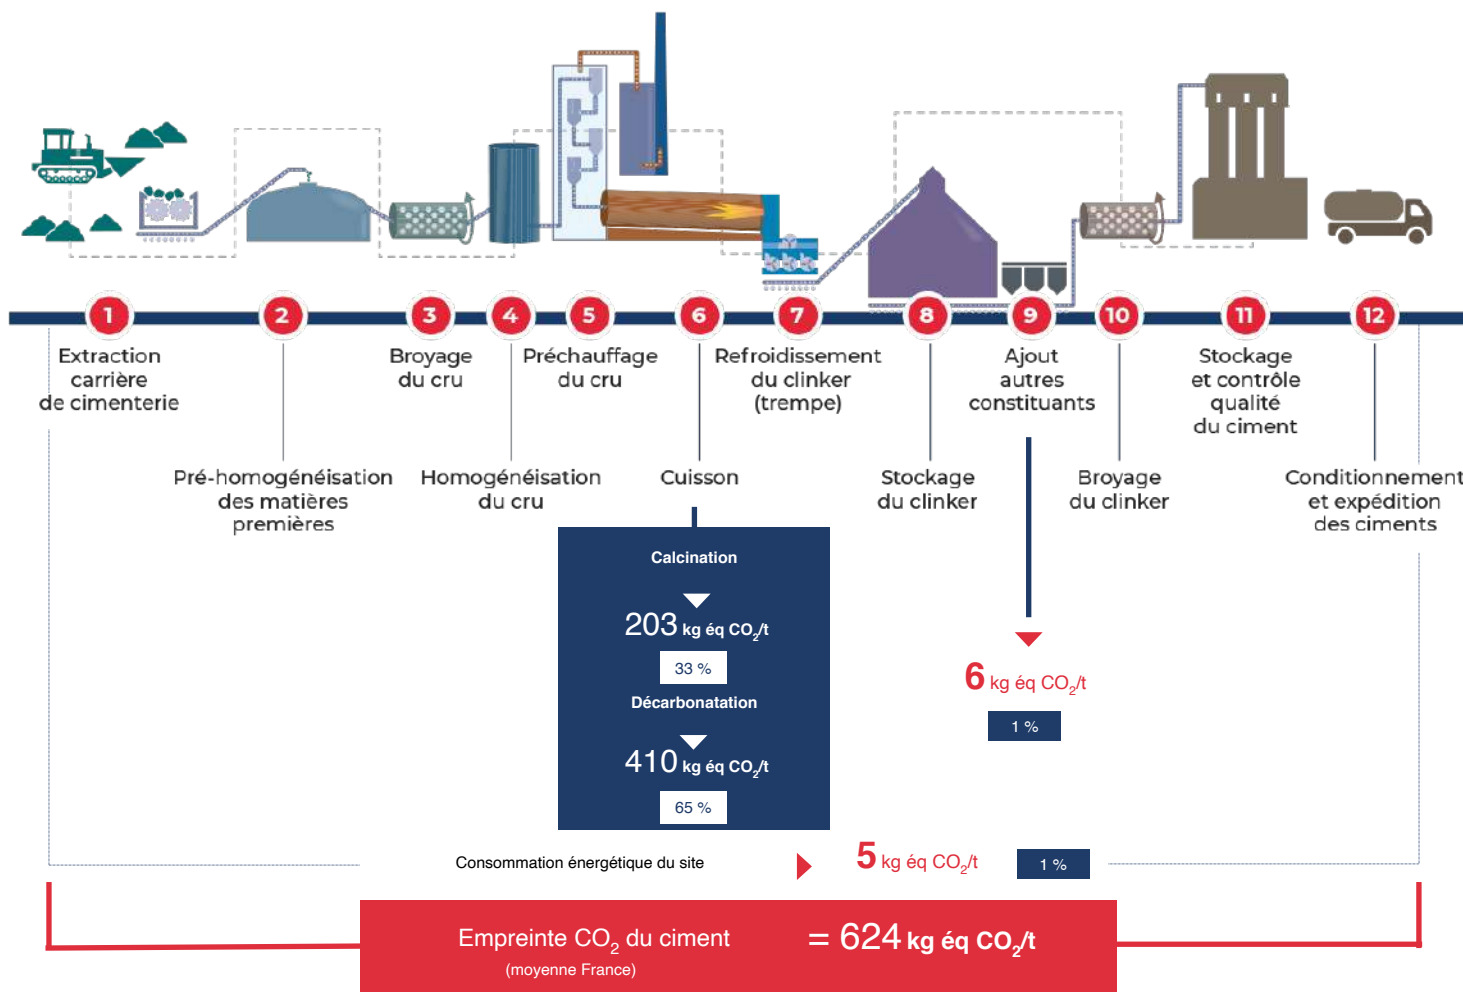 1
2
3
4
5
6
7
8
9
10
11
12
Extraction
carrière
de cimenterie
Pré-homogénéisation
des matières
premières
Broyage
du cru
Homogénéisation
du cru
Préchauffage
du cru
Cuisson
Refroidissement
du clinker
(trempe)
Stockage
du clinker
Ajout
autres
constituants
Broyage
du clinker
Stockage
et contrôle
qualité
du ciment
Conditionnement
et expédition
des ciments
Calcination
203 kg éq CO₂/t
33 %
Décarbonatation
410 kg éq CO₂/t
65 %
6 kg éq CO₂/t
1 %
Consommation énergétique du site
5 kg éq CO₂/t
1 %
Empreinte CO₂ du ciment = 624 kg éq CO₂/t
(moyenne France)